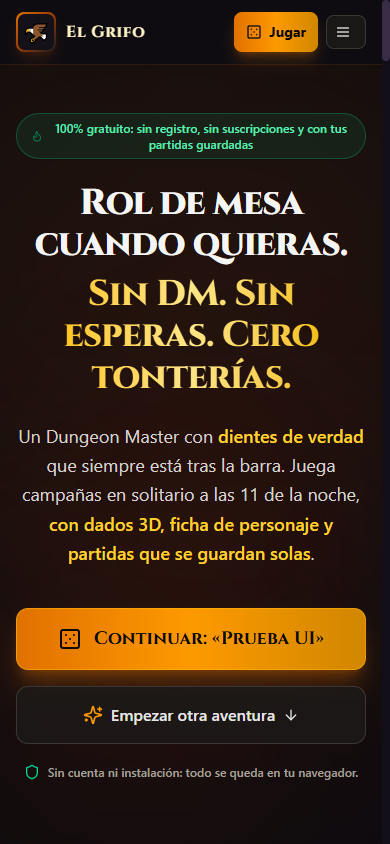 El Grifo
Jugar
100% gratuito: sin registro, sin suscripciones y con tus
partidas guardadas
Rol de mesa
cuando quieras.
Sin DM. Sin
esperas. Cero
tonterías.
Un Dungeon Master con dientes de verdad
que siempre está tras la barra. Juega
campañas en solitario a las 11 de la noche,
con dados 3D, ficha de personaje y
partidas que se guardan solas.
Continuar: «Prueba UI»
Empezar otra aventura ↓
Sin cuenta ni instalación: todo se queda en tu navegador.